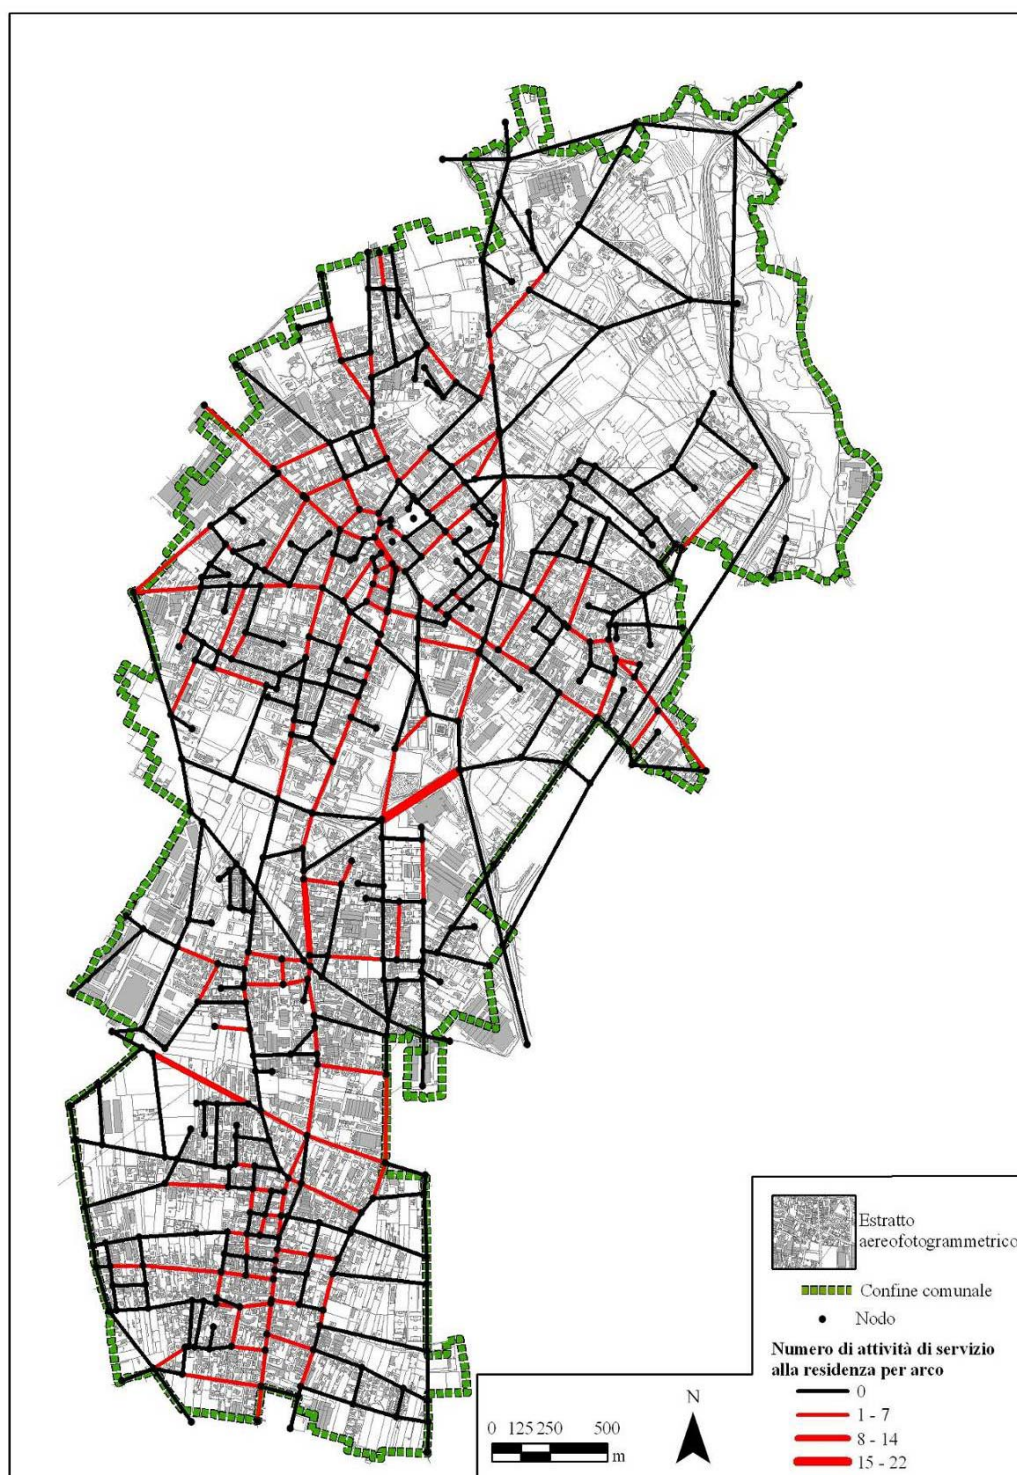 Estratto
aereofotogrammetrico
Confine comunale
Nodo
Numero di attività di servizio
alla residenza per arco
0
1 - 7
8 - 14
15 - 22
N
0 125 250 500
m